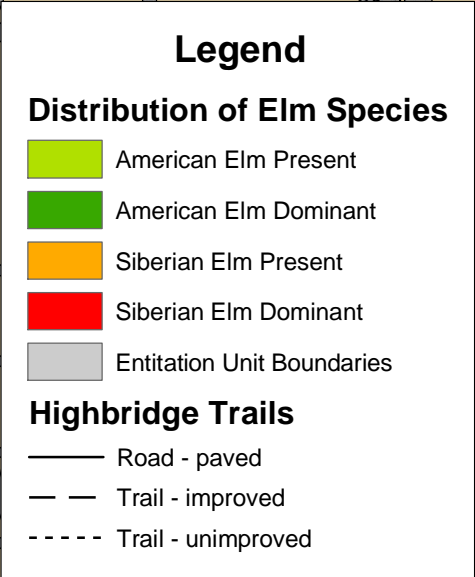 Legend
Distribution of Elm Species
American Elm Present
American Elm Dominant
Siberian Elm Present
Siberian Elm Dominant
Entitation Unit Boundaries
Highbridge Trails
Road - paved
Trail - improved
Trail - unimproved